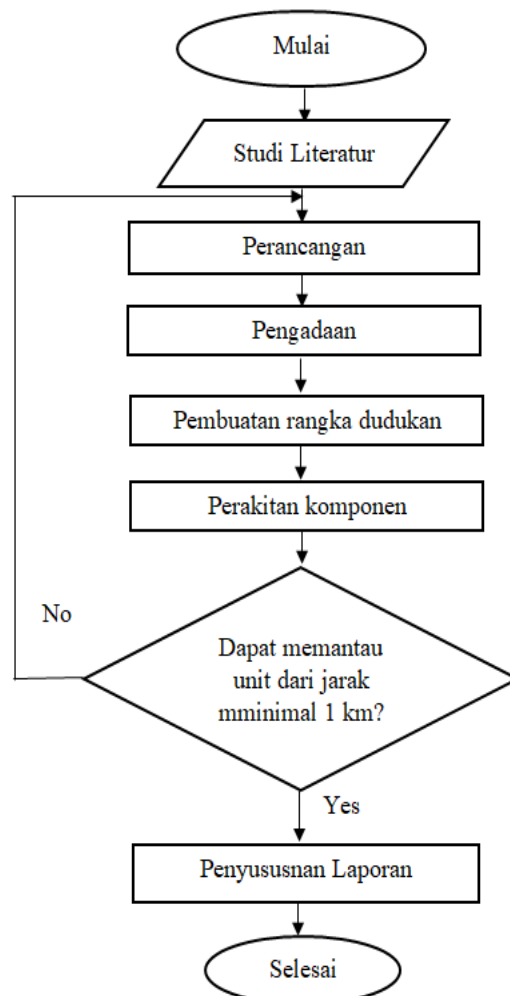 Mulai
Studi Literatur
Perancangan
Pengadaan
Pembuatan rangka dudukan
Perakitan komponen
No
Dapat memantau
unit dari jarak
mminimal 1 km?
Yes
Penyususnan Laporan
Selesai